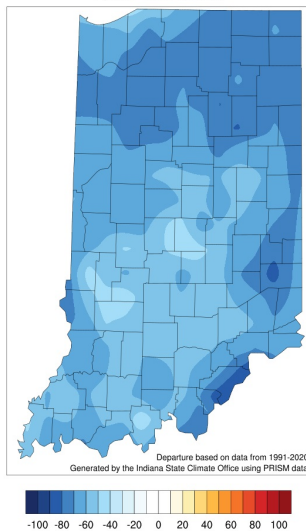 Departure based on data from 1991-2020
Generated by the Indiana State Climate Office using PRISM data
-100 -80 -60 -40 -20 0 20 40 60 80 100